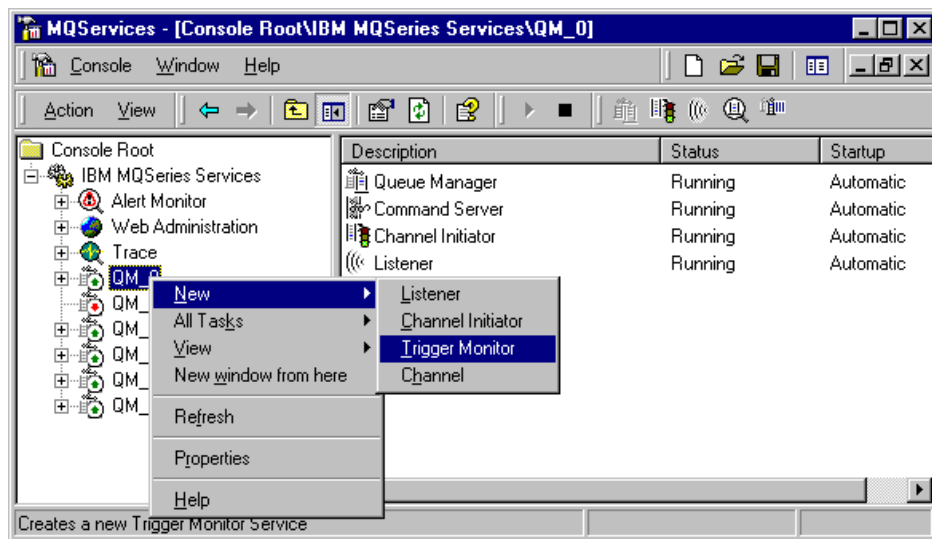 MQServices - [Console Root\IBM MQSeries Services\QM_0]
Console Window Help
Action View
Console Root
IBM MQSeries Services
Alert Monitor
Web Administration
Trace
QM_0
QM_
QM_
QM_
QM_
QM_
Description Status Startup
Queue Manager Running Automatic
Command Server Running Automatic
Channel Initiator Running Automatic
Listener Running Automatic
New
All Tasks
View
New window from here
Refresh
Properties
Help
Listener
Channel Initiator
Trigger Monitor
Channel
Creates a new Trigger Monitor Service